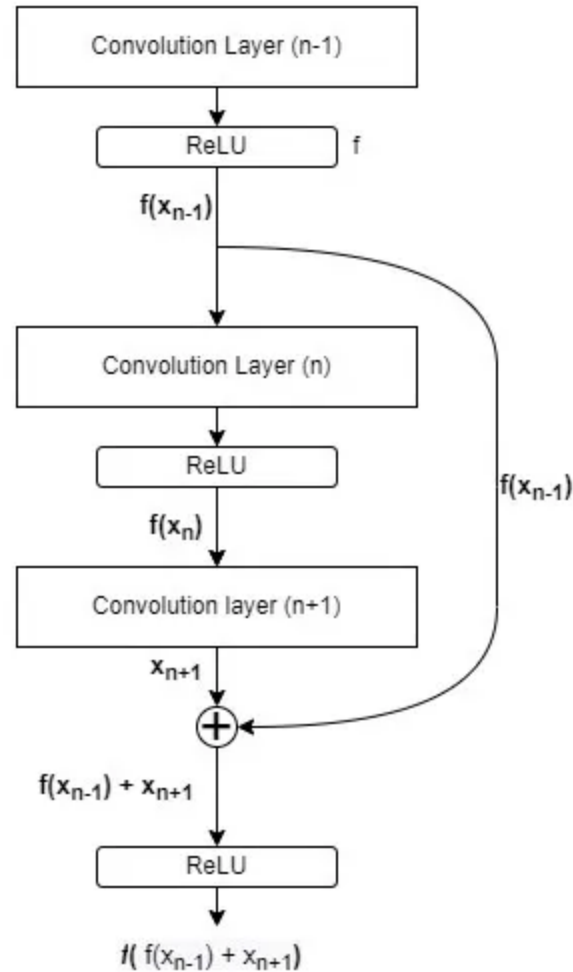 Convolution Layer (n-1)
ReLU
f
f(xₙ₋₁)
Convolution Layer (n)
ReLU
f(xₙ₋₁)
f(xₙ)
Convolution layer (n+1)
xₙ₊₁
+
f(xₙ₋₁) + xₙ₊₁
ReLU
f( f(xₙ₋₁) + xₙ₊₁)